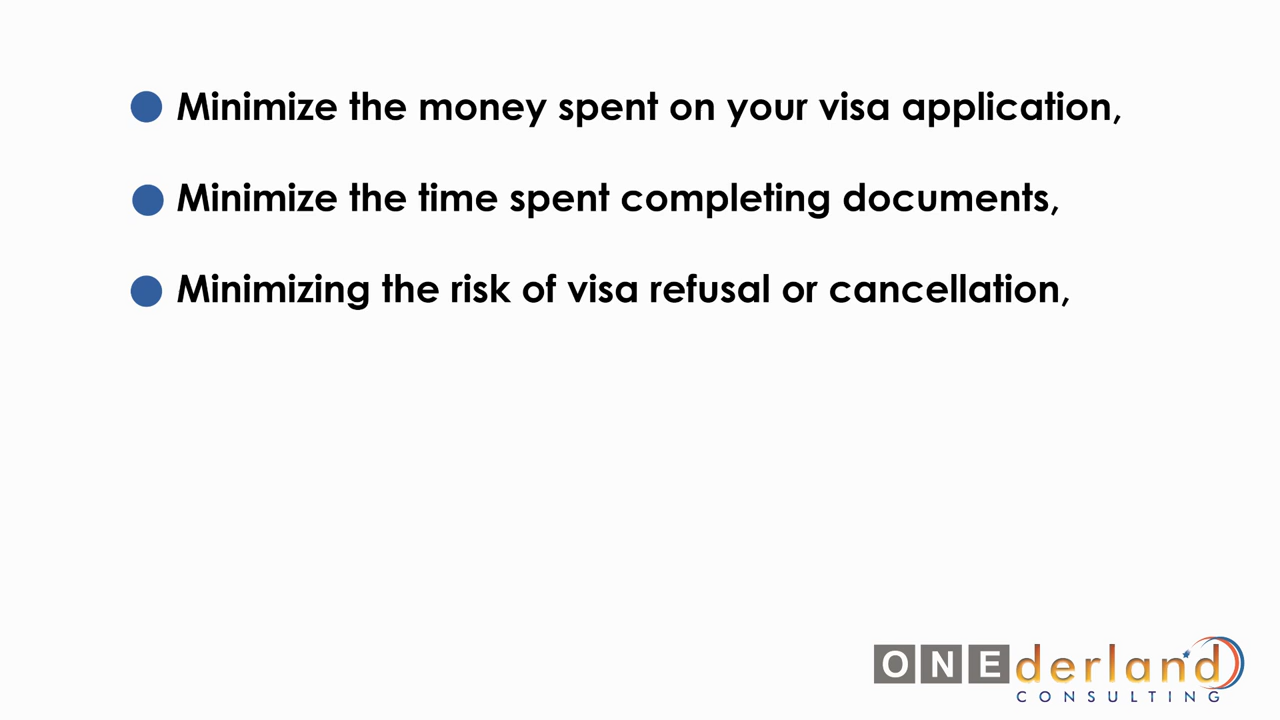 Minimize the money spent on your visa application,
Minimize the time spent completing documents,
Minimizing the risk of visa refusal or cancellation,
ONEderland
CONSULTING